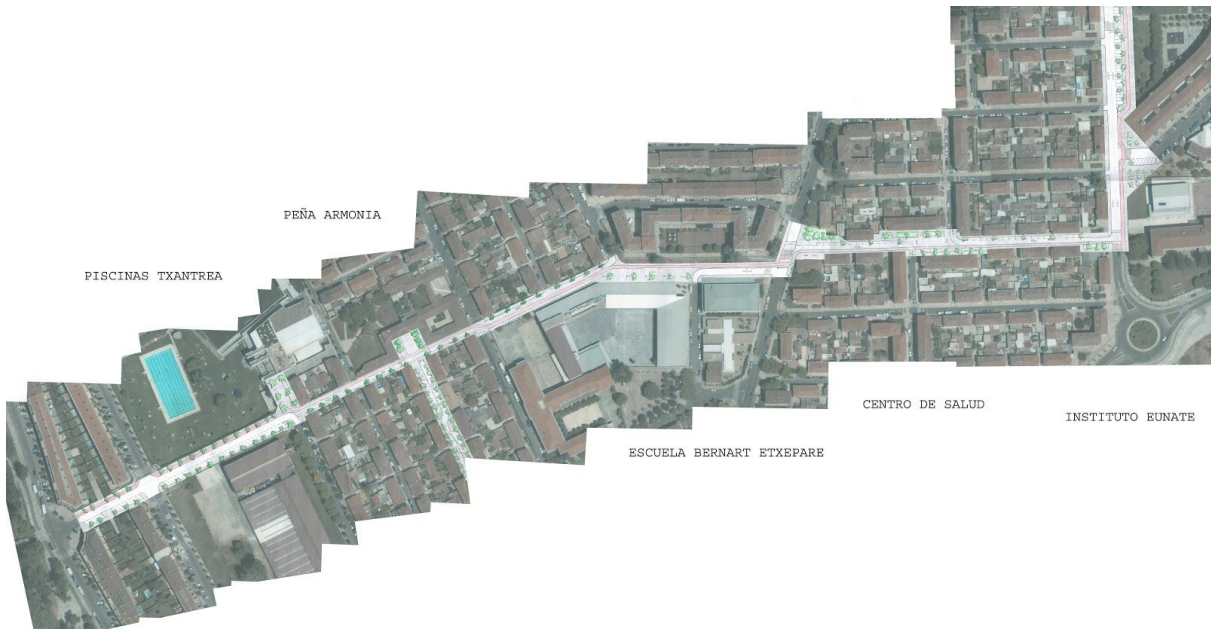 PEÑA ARMONIA
PISCINAS TXANTREA
CENTRO DE SALUD
INSTITUTO EUNATE
ESCUELA BERNART ETXEPARE